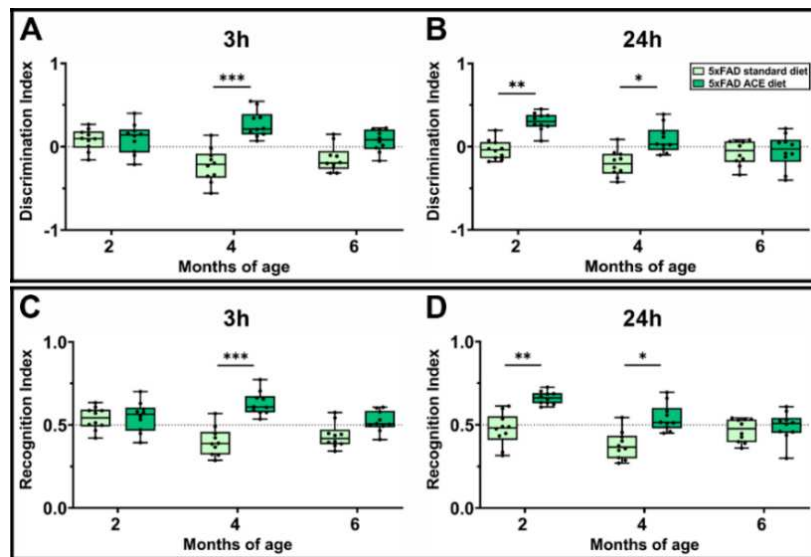 A
3h
Discrimination Index
1
0
-1
***
2
4
6
Months of age
B
24h
5xFAD standard diet
5xFAD ACE diet
Discrimination Index
1
0
-1
**
*
2
4
6
Months of age
C
3h
Recognition Index
1.0
0.5
0.0
***
2
4
6
Months of age
D
24h
Recognition Index
1.0
0.5
0.0
**
*
2
4
6
Months of age